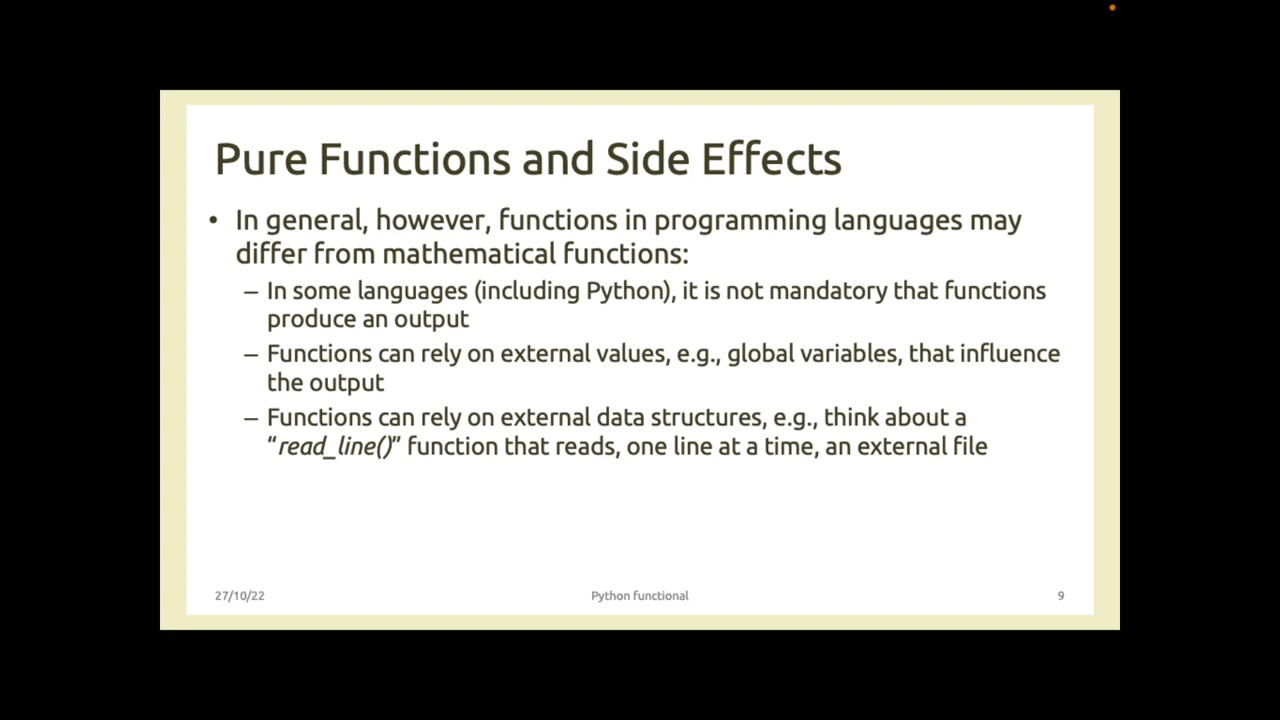 Pure Functions and Side Effects
• In general, however, functions in programming languages may
differ from mathematical functions:
– In some languages (including Python), it is not mandatory that functions
produce an output
– Functions can rely on external values, e.g., global variables, that influence
the output
– Functions can rely on external data structures, e.g., think about a
“read_line()” function that reads, one line at a time, an external file
27/10/22
Python functional
9